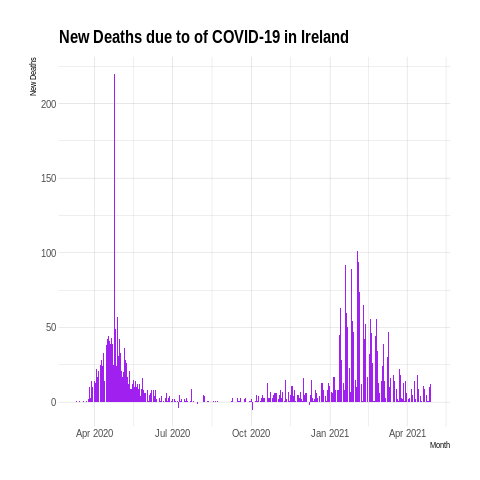 New Deaths due to of COVID-19 in Ireland
New Deaths
200
150
100
50
0
Apr 2020 Jul 2020 Oct 2020 Jan 2021 Apr 2021
Month